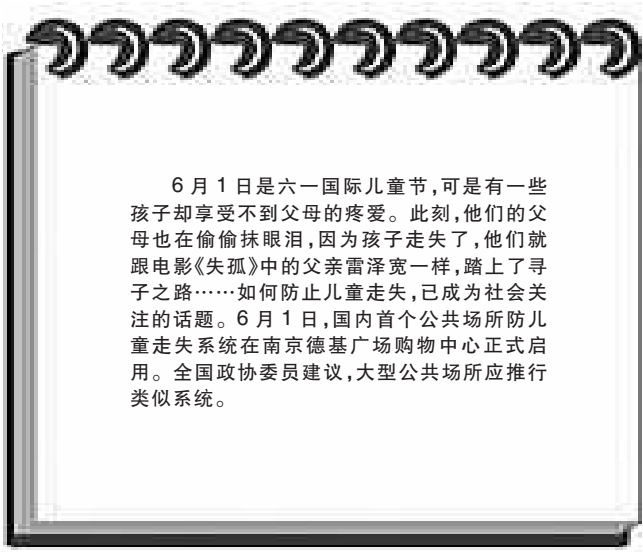 6月1日是六一国际儿童节,可是有一些
孩子却享受不到父母的疼爱。此刻,他们的父
母也在偷偷抹眼泪,因为孩子走失了,他们就
跟电影《失孤》中的父亲雷泽宽一样,踏上了寻
子之路……如何防止儿童走失,已成为社会关
注的话题。6月1日,国内首个公共场所防儿
童走失系统在南京德基广场购物中心正式启
用。全国政协委员建议,大型公共场所应推行
类似系统。